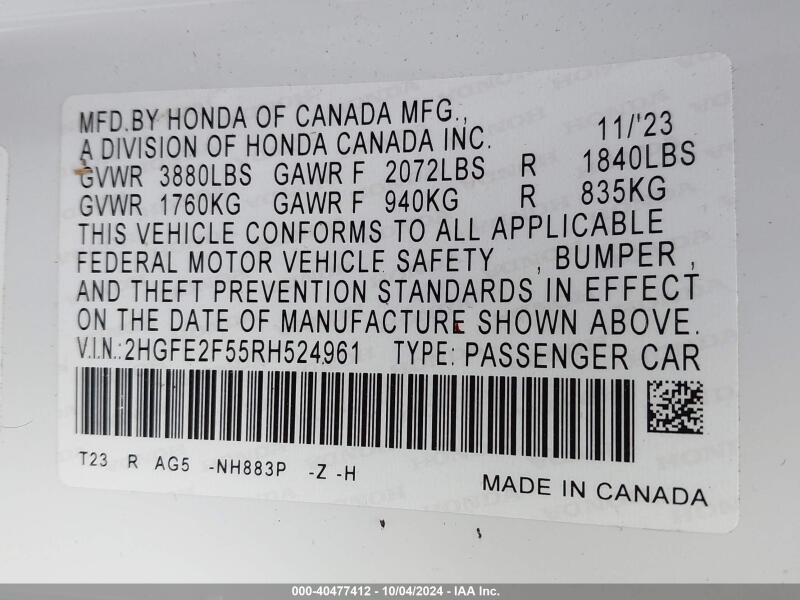 MFD.BY HONDA OF CANADA MFG.,
A DIVISION OF HONDA CANADA INC. 11/'23
GVWR 3880LBS GAWR F 2072LBS R 1840LBS
GVWR 1760KG GAWR F 940KG R 835KG
THIS VEHICLE CONFORMS TO ALL APPLICABLE
FEDERAL MOTOR VEHICLE SAFETY , BUMPER ,
AND THEFT PREVENTION STANDARDS IN EFFECT
ON THE DATE OF MANUFACTURE SHOWN ABOVE.
V.I.N.:2HGFE2F55RH524961 TYPE:PASSENGER CAR
T23 R AG5 -NH883P -Z -H
MADE IN CANADA
000-40477412 - 10/04/2024 - IAA Inc.